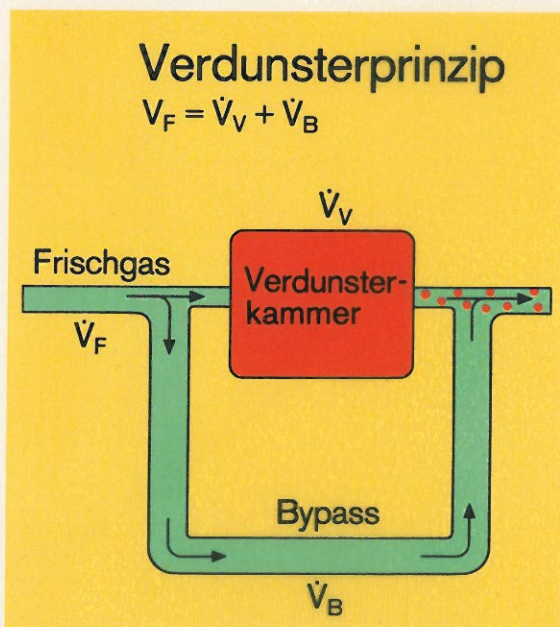 Verdunsterprinzip
V_F = V̇_V + V̇_B
V̇_V
Frischgas
Verdunster-
kammer
V̇_F
Bypass
V̇_B